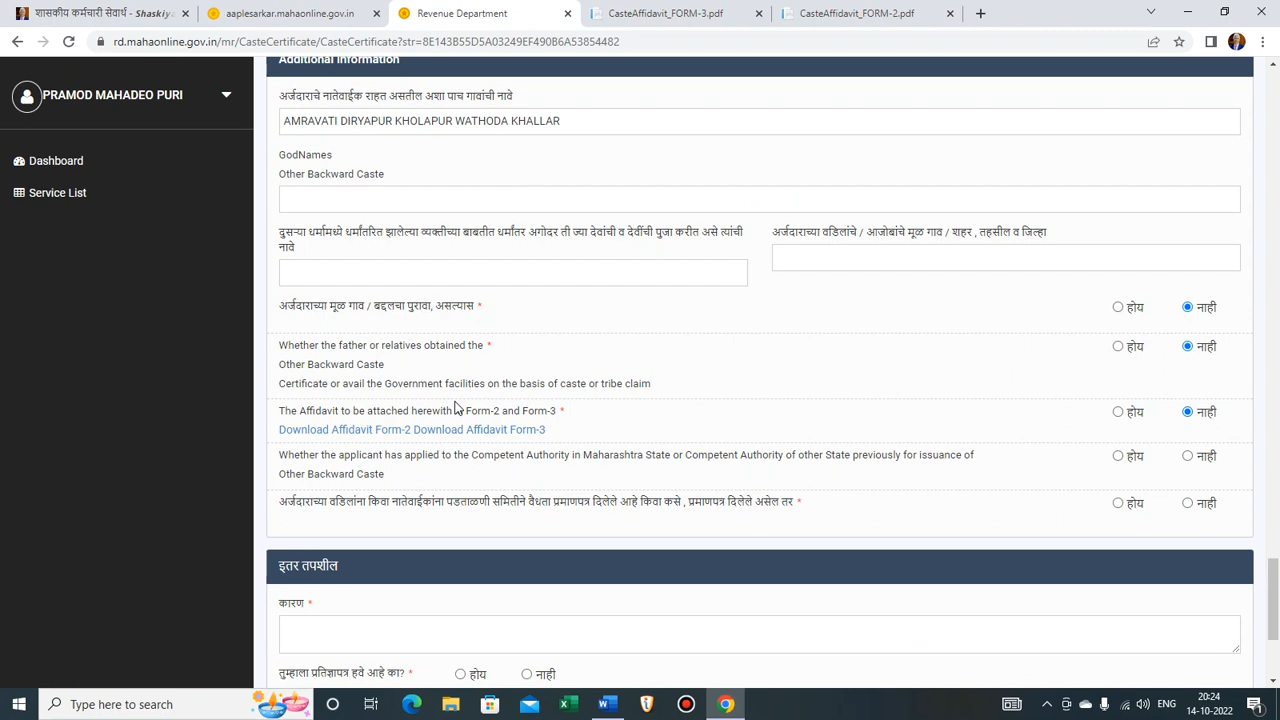 शासकीय कर्मचारी सेवार्थ - Shaskiy
aaplesarkar.mahaonline.gov.in
Revenue Department
CasteAffidavit_FORM-3.pdf
CasteAffidavit_FORM-2.pdf
rd.mahaonline.gov.in/mr/CasteCertificate/CasteCertificate?str=8E143B55D5A03249EF490B6A53854482
PRAMOD MAHADEO PURI
Dashboard
Service List
Additional Information
अर्जदाराचे नातेवाईक राहत असतील अशा पाच गावांची नावे
AMRAVATI DIRYAPUR KHOLAPUR WATHODA KHALLAR
GodNames
Other Backward Caste
दुसऱ्या धर्मामध्ये धर्मांतरित झालेल्या व्यक्तीच्या बाबतीत धर्मांतर अगोदर ती ज्या देवांची व देवींची पुजा करीत असे त्यांची
नावे
अर्जदाराच्या वडिलांचे / आजोबांचे मूळ गाव / शहर , तहसील व जिल्हा
अर्जदाराच्या मूळ गाव / बद्दलचा पुरावा, असल्यास * होय नाही
Whether the father or relatives obtained the * होय नाही
Other Backward Caste
Certificate or avail the Government facilities on the basis of caste or tribe claim
The Affidavit to be attached herewith Form-2 and Form-3 * होय नाही
Download Affidavit Form-2 Download Affidavit Form-3
Whether the applicant has applied to the Competent Authority in Maharashtra State or Competent Authority of other State previously for issuance of होय नाही
Other Backward Caste
अर्जदाराच्या वडिलांना किवा नातेवाईकांना पडताळणी समितीने वैधता प्रमाणपत्र दिलेले आहे किवा कसे , प्रमाणपत्र दिलेले असेल तर * होय नाही
इतर तपशील
कारण *
तुम्हाला प्रतिज्ञापत्र हवे आहे का? * होय नाही
Type here to search
ENG
20:24
14-10-2022